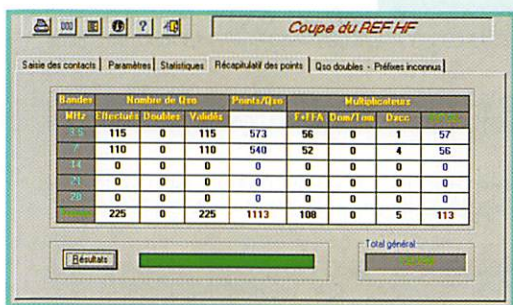 ? Coupe du REF HF
Saisie des contacts Paramètres Statistiques Récapitulatif des points Qso doubles - Préfixes inconnus
Bandes Nombre de Qso Points/Qso Multiplicateurs
MHz Effectués Doubles Validés F+FFA Dom/Tom Dxcc
3.5 115 0 115 573 56 0 1 57
7 110 0 110 540 52 0 4 56
14 0 0 0 0 0 0 0 0
21 0 0 0 0 0 0 0 0
28 0 0 0 0 0 0 0 0
225 0 225 1113 108 0 5 113
Total général
Résultats